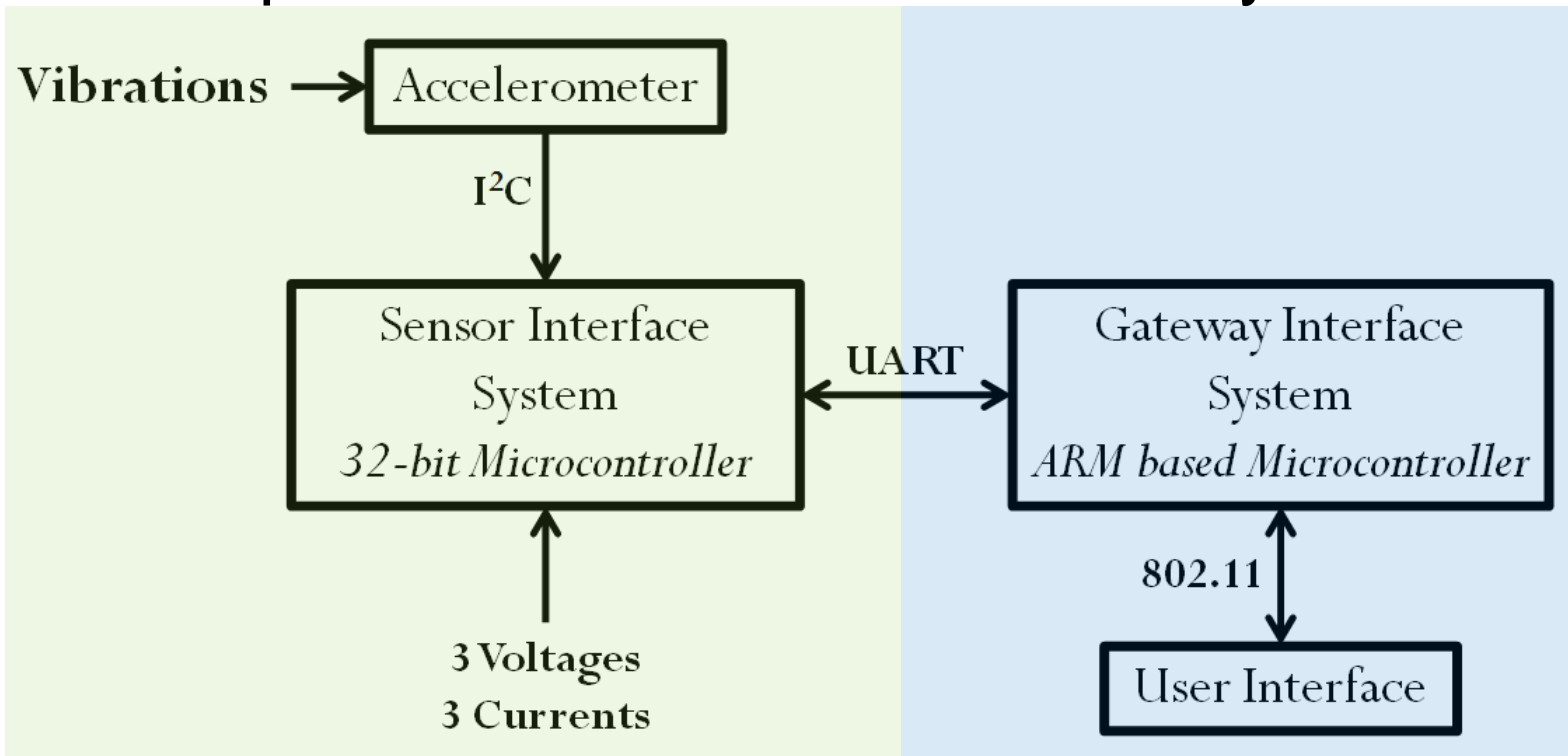 Vibrations
Accelerometer
I²C
Sensor Interface
System
32-bit Microcontroller
UART
Gateway Interface
System
ARM based Microcontroller
3 Voltages
3 Currents
802.11
User Interface